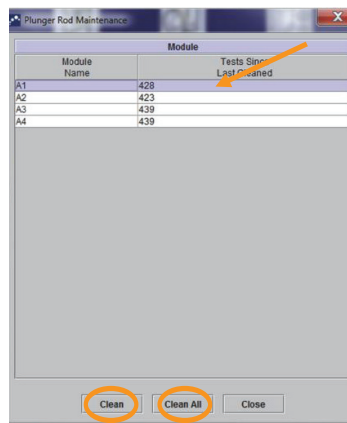 Plunger Rod Maintenance
Module
Module Name Tests Since Last Cleaned
A1 428
A2 423
A3 439
A4 439
Clean Clean All Close